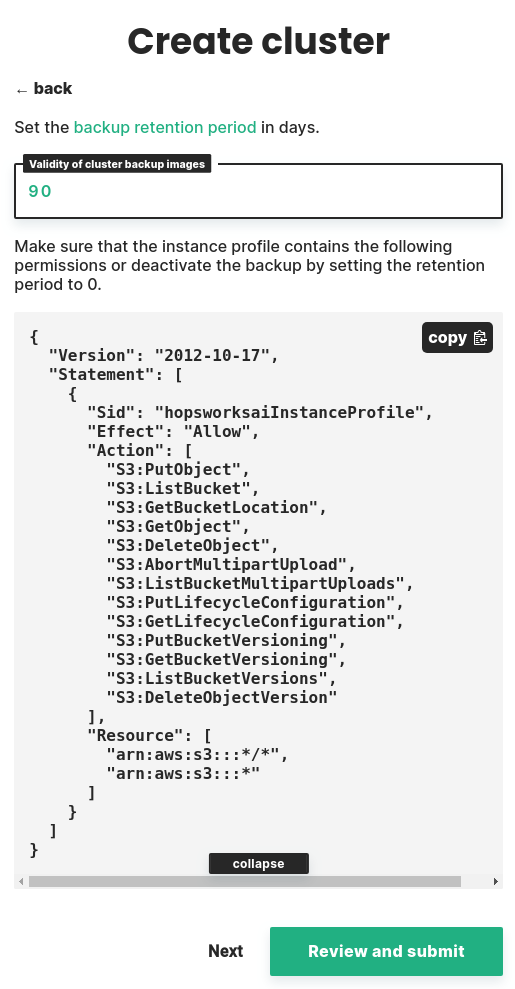 Create cluster
← back
Set the backup retention period in days.
Validity of cluster backup images
90
Make sure that the instance profile contains the following
permissions or deactivate the backup by setting the retention
period to 0.
copy
{
  "Version": "2012-10-17",
  "Statement": [
    {
      "Sid": "hopsworksaiInstanceProfile",
      "Effect": "Allow",
      "Action": [
        "S3:PutObject",
        "S3:ListBucket",
        "S3:GetBucketLocation",
        "S3:GetObject",
        "S3:DeleteObject",
        "S3:AbortMultipartUpload",
        "S3:ListBucketMultipartUploads",
        "S3:PutLifecycleConfiguration",
        "S3:GetLifecycleConfiguration",
        "S3:PutBucketVersioning",
        "S3:GetBucketVersioning",
        "S3:ListBucketVersions",
        "S3:DeleteObjectVersion"
      ],
      "Resource": [
        "arn:aws:s3:::*/*",
        "arn:aws:s3:::*"
      ]
    }
  ]
}
collapse
Next
Review and submit